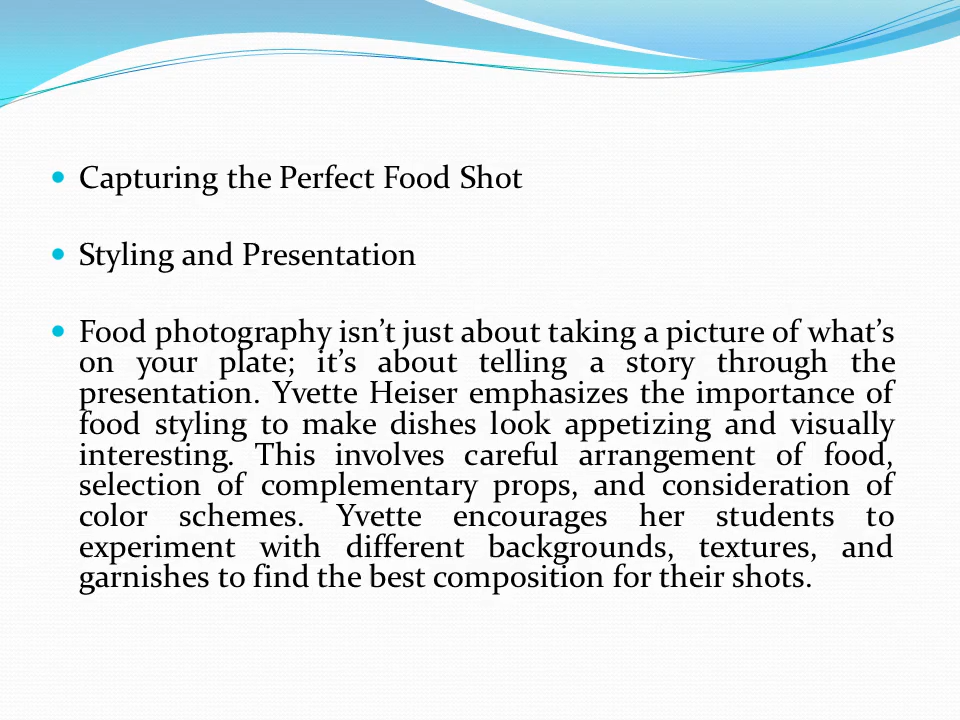 Capturing the Perfect Food Shot
Styling and Presentation
Food photography isn’t just about taking a picture of what’s
on your plate; it’s about telling a story through the
presentation. Yvette Heiser emphasizes the importance of
food styling to make dishes look appetizing and visually
interesting. This involves careful arrangement of food,
selection of complementary props, and consideration of
color schemes. Yvette encourages her students to
experiment with different backgrounds, textures, and
garnishes to find the best composition for their shots.